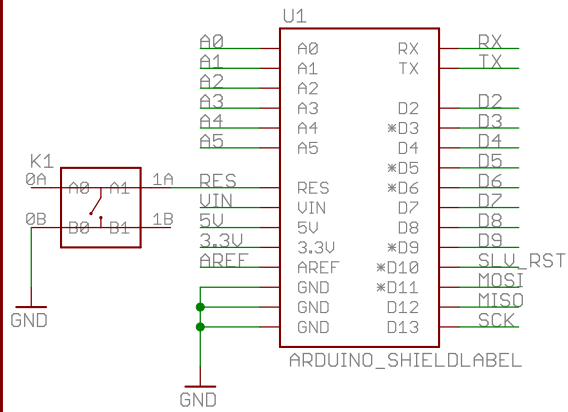 U1
A0 A0 RX RX
A1 A1 TX TX
A2 A2
A3 A3 D2 D2
A4 A4 *D3 D3
A5 A5 D4 D4
*D5 D5
K1
0A A0 A1 1A RES RES *D6 D6
VIN VIN D7 D7
0B B0 B1 1B 5V 5V D8 D8
3.3V 3.3V *D9 D9
AREF AREF *D10 SLV_RST
GND *D11 MOSI
GND D12 MISO
GND GND D13 SCK
ARDUINO_SHIELDLABEL
GND